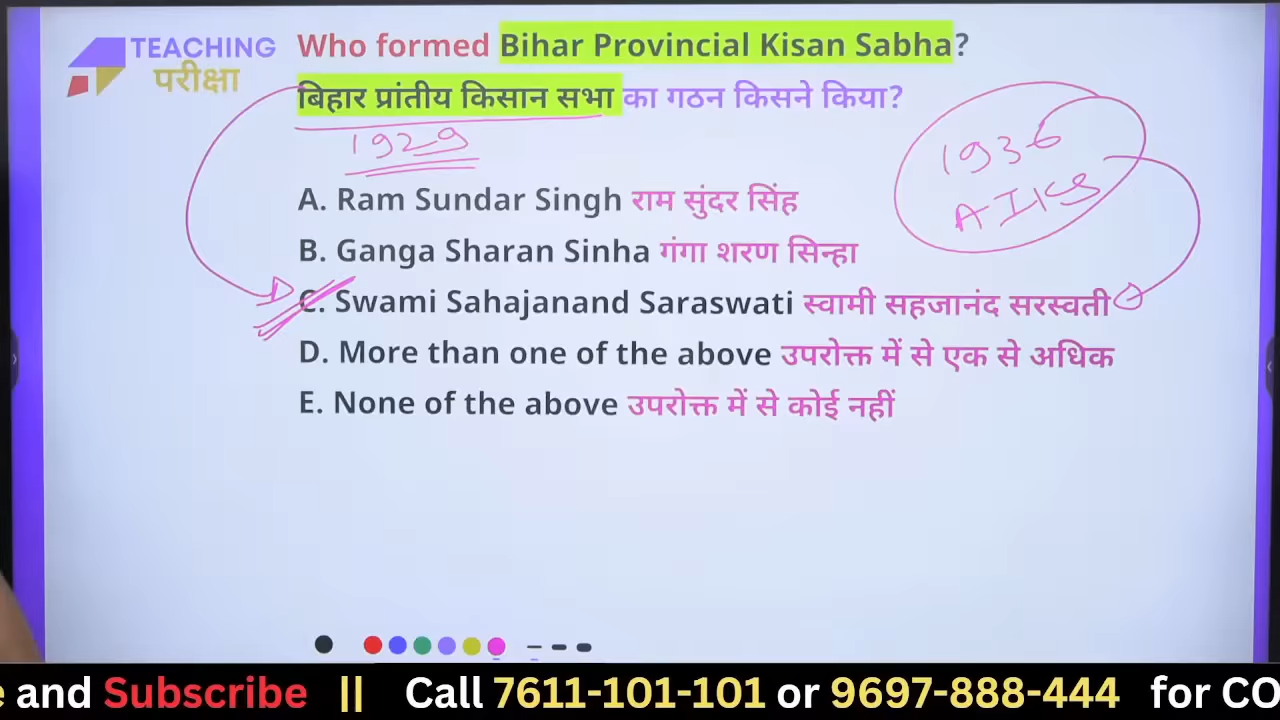 TEACHING
परीक्षा
Who formed Bihar Provincial Kisan Sabha?
बिहार प्रांतीय किसान सभा का गठन किसने किया?
1929
1936
AIKS
A. Ram Sundar Singh राम सुंदर सिंह
B. Ganga Sharan Sinha गंगा शरण सिन्हा
C. Swami Sahajanand Saraswati स्वामी सहजानंद सरस्वती
D. More than one of the above उपरोक्त में से एक से अधिक
E. None of the above उपरोक्त में से कोई नहीं
e and Subscribe || Call 7611-101-101 or 9697-888-444 for CO